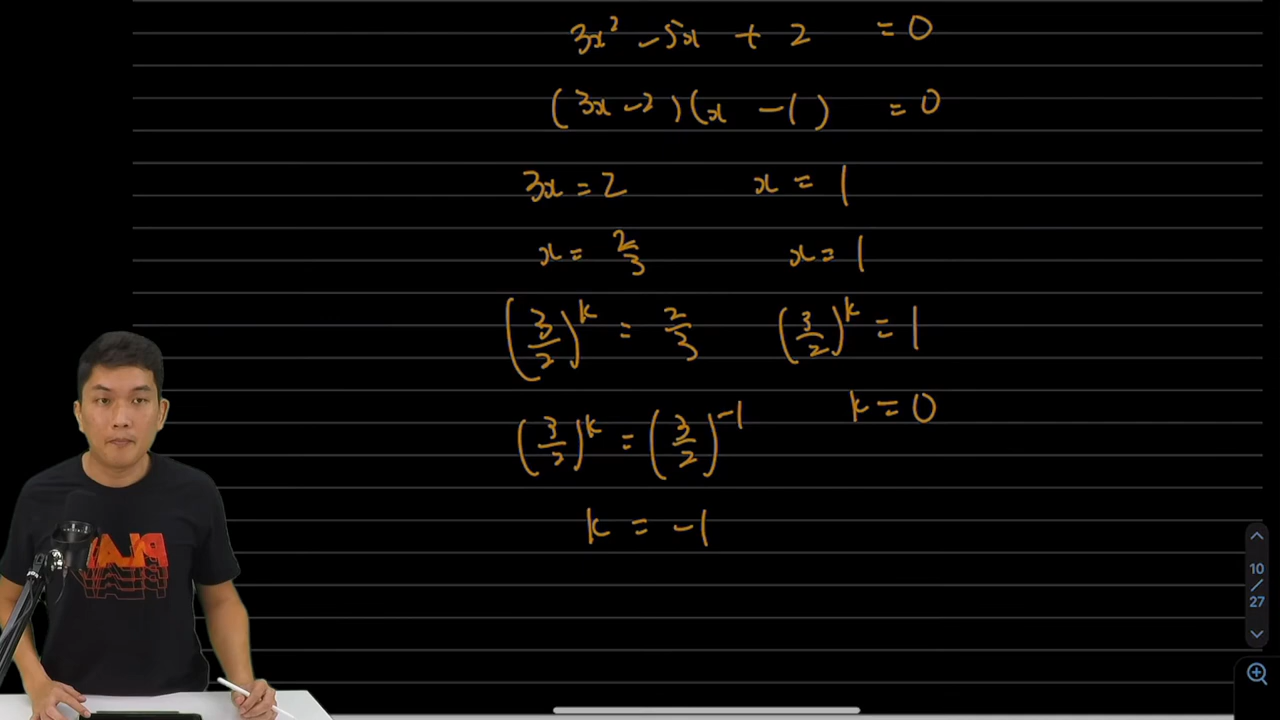 3x² - 5x + 2 = 0
(3x - 2)(x - 1) = 0
3x = 2 x = 1
x = 2/3 x = 1
(3/2)^k = 2/3 (3/2)^k = 1
(3/2)^k = (3/2)^-1 k = 0
k = -1
10
/
27